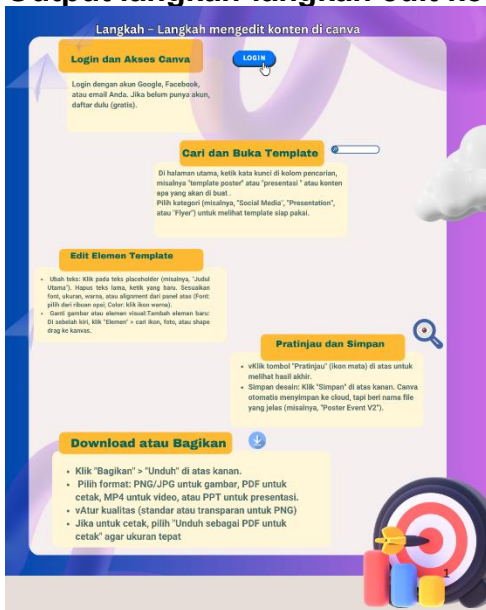 Langkah – Langkah mengedit konten di canva
Login dan Akses Canva
LOGIN
Login dengan akun Google, Facebook,
atau email Anda. Jika belum punya akun,
daftar dulu (gratis).
Cari dan Buka Template
Di halaman utama, ketik kata kunci di kolom pencarian,
misalnya "template poster" atau "presentasi " atau konten
apa yang akan di buat .
Pilih kategori (misalnya, "Social Media", "Presentation",
atau "Flyer") untuk melihat template siap pakai.
Edit Elemen Template
• Ubah teks: Klik pada teks placeholder (misalnya, "Judul
Utama"). Hapus teks lama, ketik yang baru. Sesuaikan
font, ukuran, warna, atau alignment dari panel atas (Font:
pilih dari ribuan opsi; Color: klik ikon warna).
• Ganti gambar atau elemen visual:Tambah eleman baru:
Di sebelah kiri, klik "Elemen" > cari ikon, foto, atau shape
drag ke kanvas.
Pratinjau dan Simpan
• vKlik tombol "Pratinjau" (ikon mata) di atas untuk
melihat hasil akhir.
• Simpan desain: Klik "Simpan" di atas kanan. Canva
otomatis menyimpan ke cloud, tapi beri nama file
yang jelas (misalnya, "Poster Event V2").
Download atau Bagikan
• Klik "Bagikan" > "Unduh" di atas kanan.
• Pilih format: PNG/JPG untuk gambar, PDF untuk
cetak, MP4 untuk video, atau PPT untuk presentasi.
• vAtur kualitas (standar atau transparan untuk PNG)
• Jika untuk cetak, pilih "Unduh sebagai PDF untuk
cetak" agar ukuran tepat
1